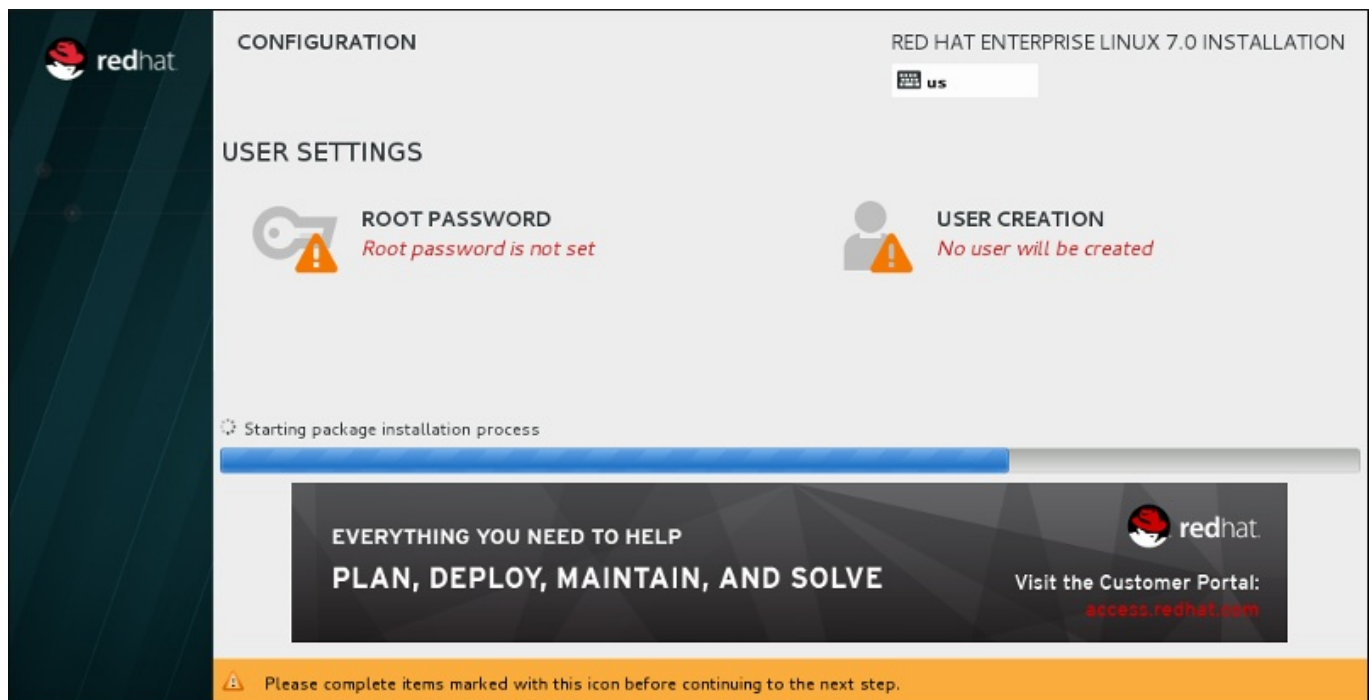 redhat.
CONFIGURATION
RED HAT ENTERPRISE LINUX 7.0 INSTALLATION
us
USER SETTINGS
ROOT PASSWORD
Root password is not set
USER CREATION
No user will be created
Starting package installation process
EVERYTHING YOU NEED TO HELP
PLAN, DEPLOY, MAINTAIN, AND SOLVE
redhat.
Visit the Customer Portal:
access.redhat.com
Please complete items marked with this icon before continuing to the next step.